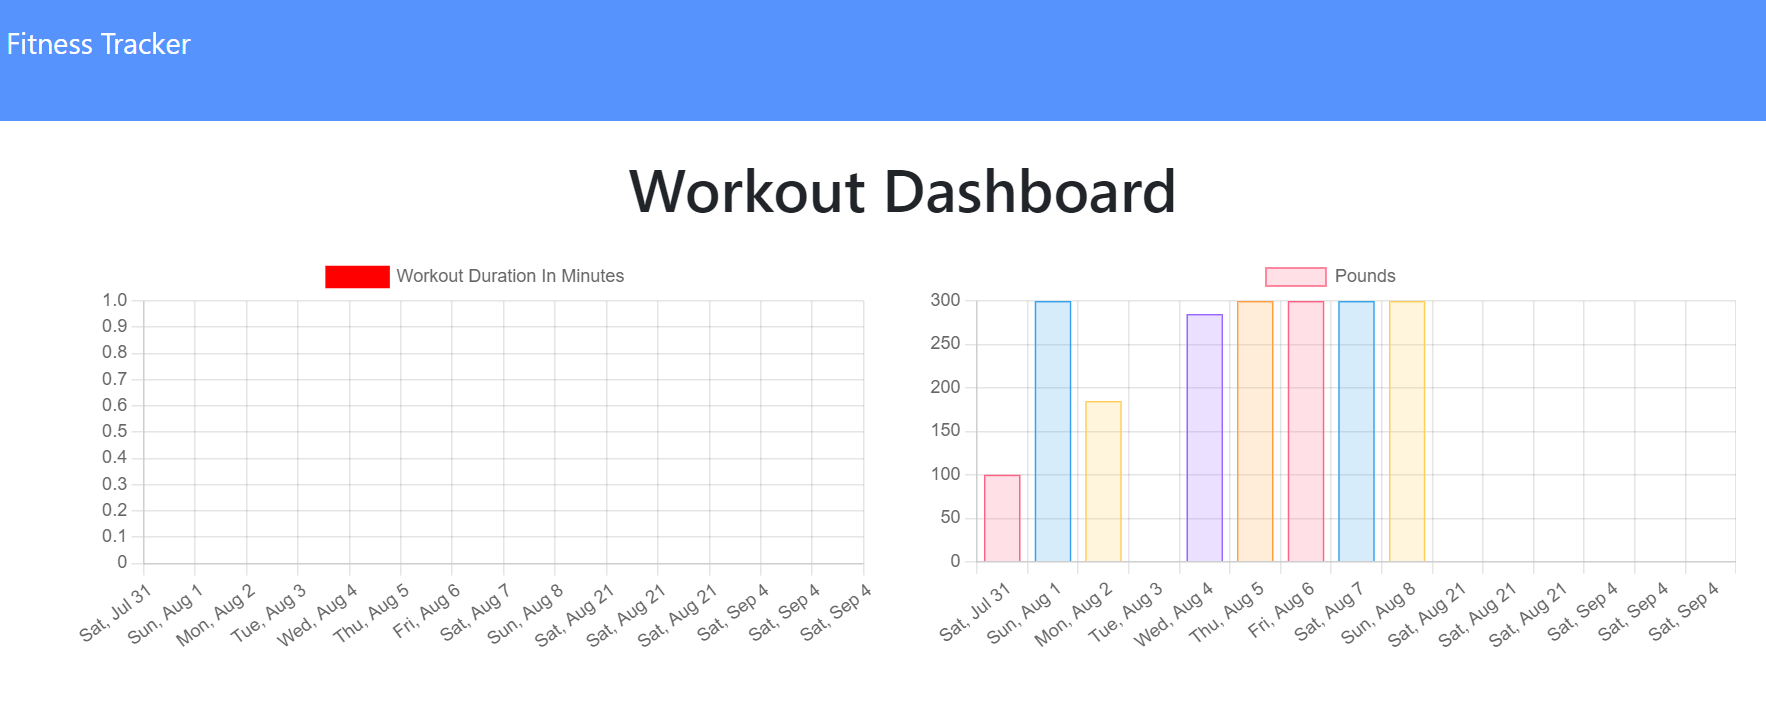 Fitness Tracker
Workout Dashboard
Workout Duration In Minutes
1.0
0.9
0.8
0.7
0.6
0.5
0.4
0.3
0.2
0.1
0
Sat, Jul 31
Sun, Aug 1
Mon, Aug 2
Tue, Aug 3
Wed, Aug 4
Thu, Aug 5
Fri, Aug 6
Sat, Aug 7
Sun, Aug 8
Sat, Aug 21
Sat, Aug 21
Sat, Aug 21
Sat, Sep 4
Sat, Sep 4
Sat, Sep 4
Pounds
300
250
200
150
100
50
0
Sat, Jul 31
Sun, Aug 1
Mon, Aug 2
Tue, Aug 3
Wed, Aug 4
Thu, Aug 5
Fri, Aug 6
Sat, Aug 7
Sun, Aug 8
Sat, Aug 21
Sat, Aug 21
Sat, Aug 21
Sat, Sep 4
Sat, Sep 4
Sat, Sep 4